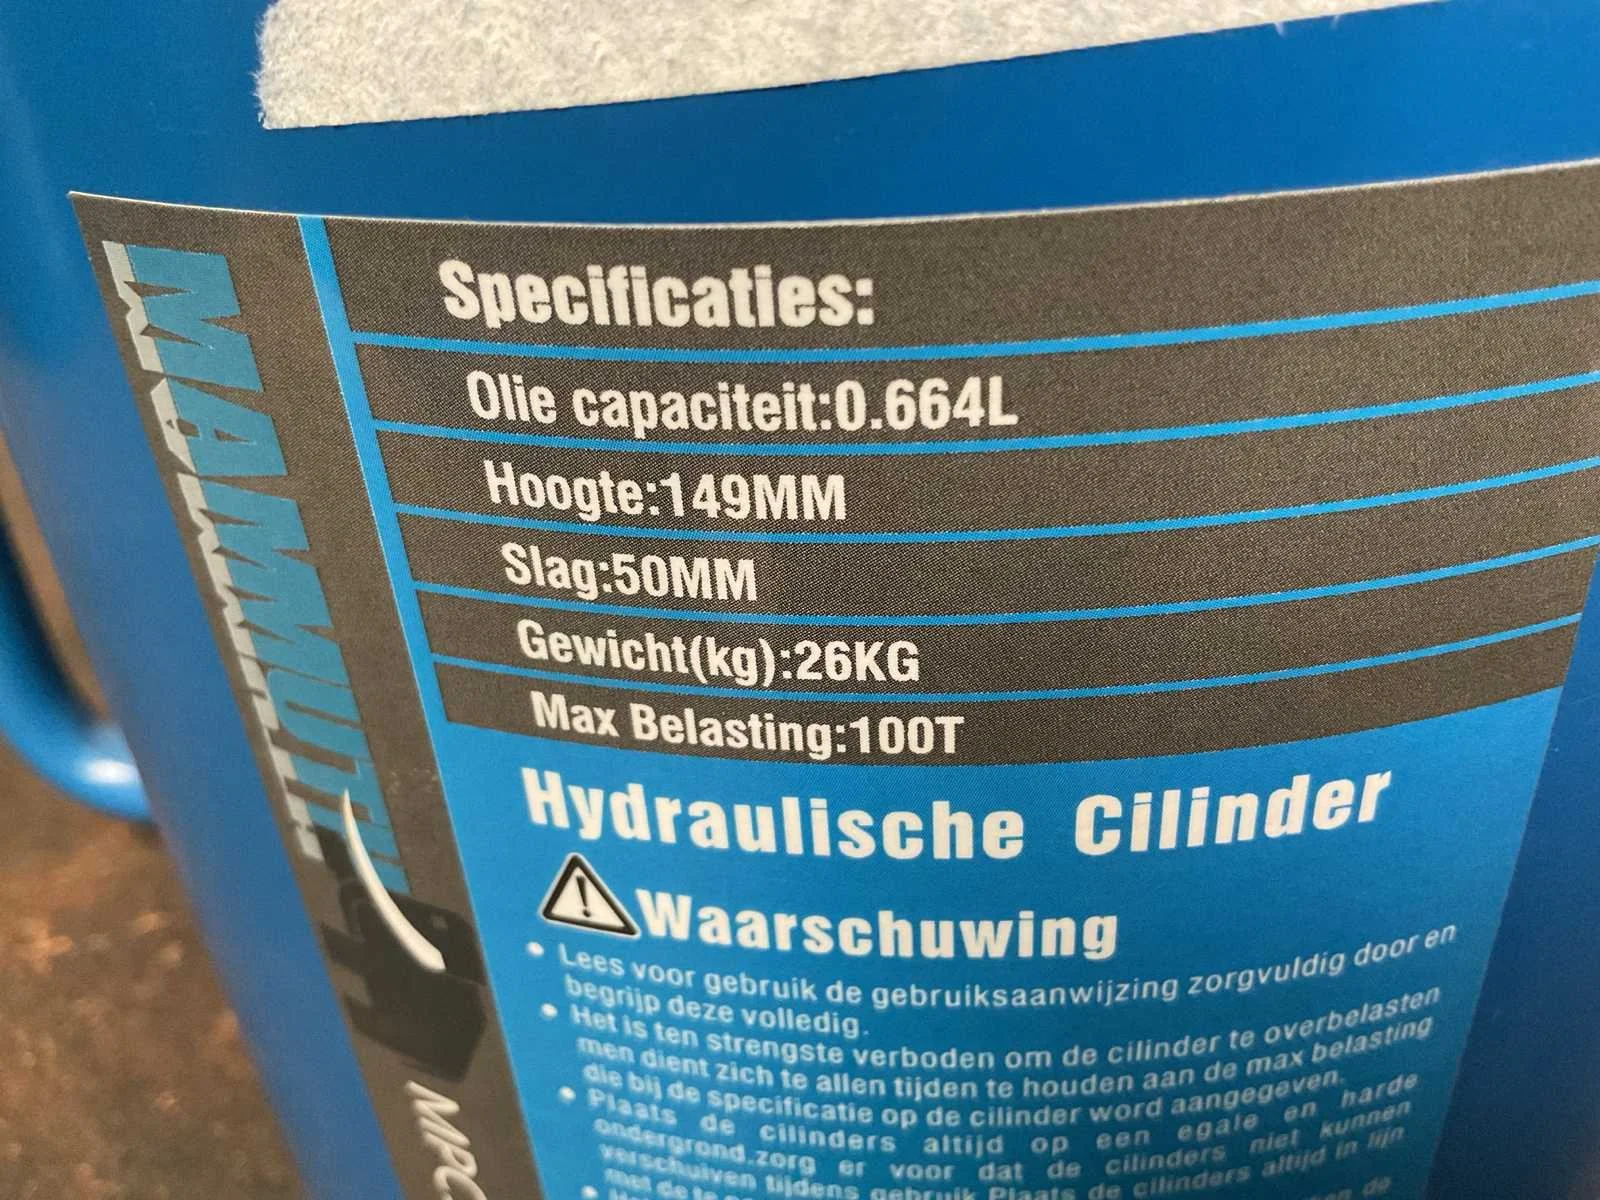 MAMMUTH
MPC
Specificaties:
Olie capaciteit:0.664L
Hoogte:149MM
Slag:50MM
Gewicht(kg):26KG
Max Belasting:100T
Hydraulische Cilinder
Waarschuwing
• Lees voor gebruik de gebruiksaanwijzing zorgvuldig door en
begrijp deze volledig.
• Het is ten strengste verboden om de cilinder te overbelasten
men dient zich te allen tijden te houden aan de max belasting
die bij de specificatie op de cilinder word aangegeven.
• Plaats de cilinders altijd op een egale en harde
ondergrond.zorg er voor dat de cilinders niet kunnen
verschuiven tijdens gebruik Plaats de cilinders altijd in lijn
met de